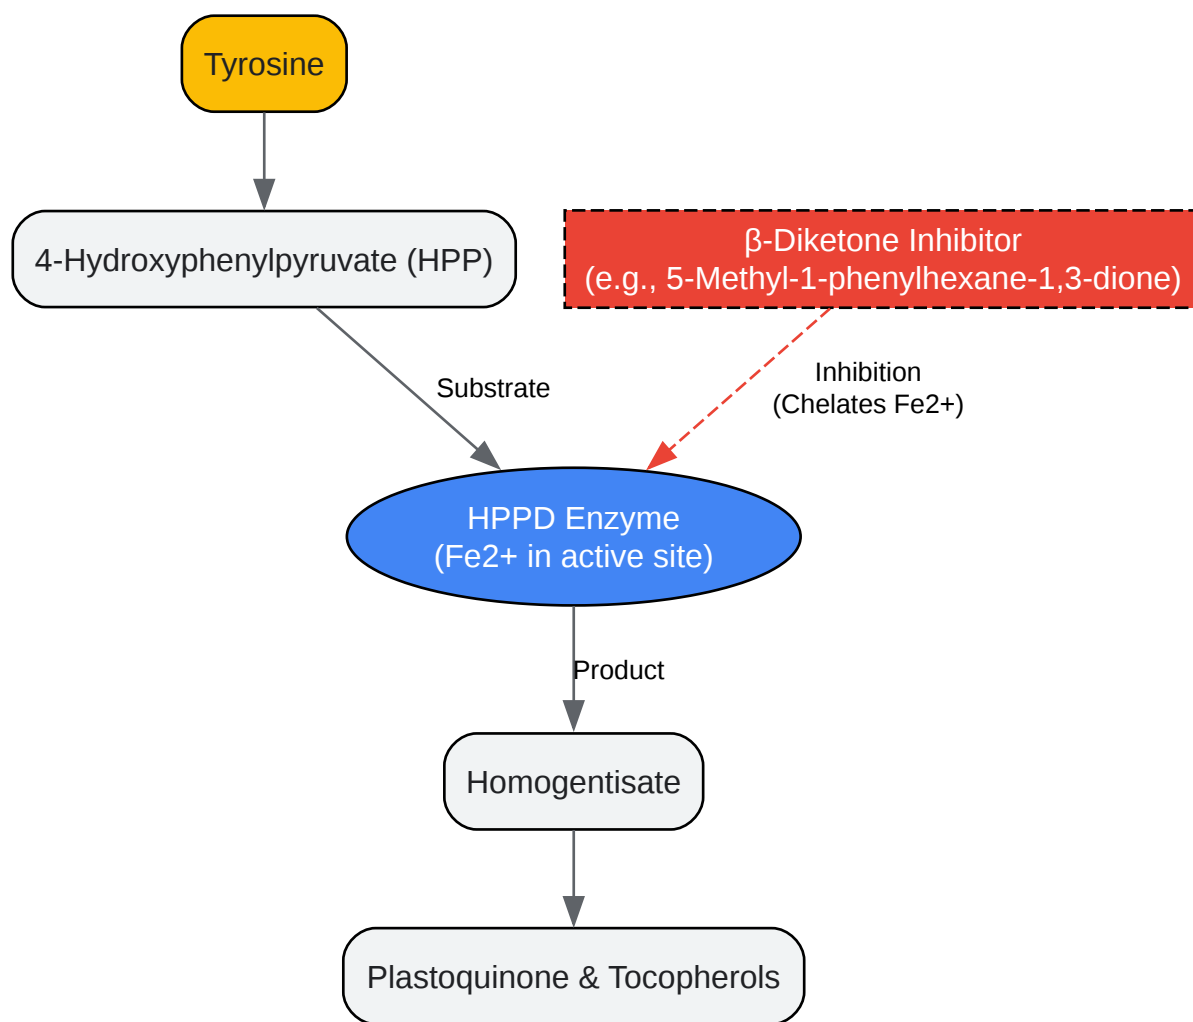 Tyrosine
4-Hydroxyphenylpyruvate (HPP)
β-Diketone Inhibitor
(e.g., 5-Methyl-1-phenylhexane-1,3-dione)
Substrate
Inhibition
(Chelates Fe2+)
HPPD Enzyme
(Fe2+ in active site)
Product
Homogentisate
Plastoquinone & Tocopherols